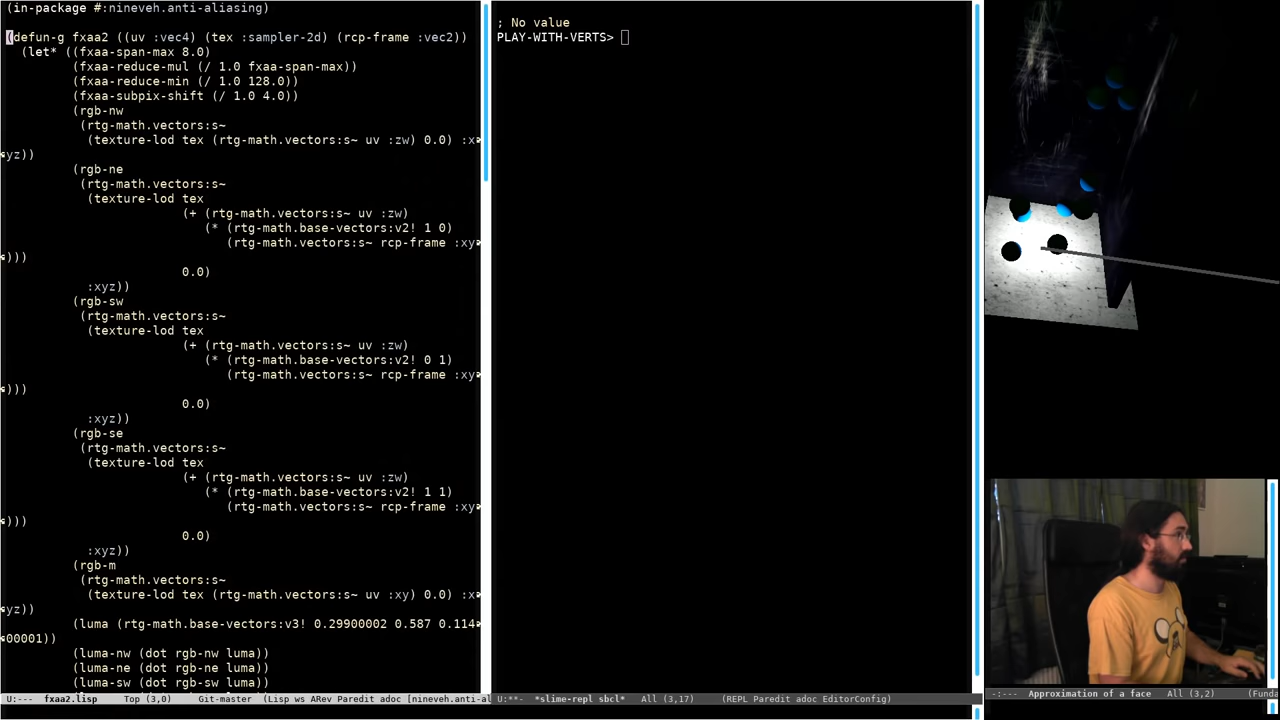 (in-package #:nineveh.anti-aliasing)
(defun-g fxaa2 ((uv :vec4) (tex :sampler-2d) (rcp-frame :vec2))
(let* ((fxaa-span-max 8.0)
(fxaa-reduce-mul (/ 1.0 fxaa-span-max))
(fxaa-reduce-min (/ 1.0 128.0))
(fxaa-subpix-shift (/ 1.0 4.0))
(rgb-nw
(rtg-math.vectors:s~
(texture-lod tex (rtg-math.vectors:s~ uv :zw) 0.0) :x
yz))
(rgb-ne
(rtg-math.vectors:s~
(texture-lod tex
(+ (rtg-math.vectors:s~ uv :zw)
(* (rtg-math.base-vectors:v2! 1 0)
(rtg-math.vectors:s~ rcp-frame :xy
)))
0.0)
:xyz))
(rgb-sw
(rtg-math.vectors:s~
(texture-lod tex
(+ (rtg-math.vectors:s~ uv :zw)
(* (rtg-math.base-vectors:v2! 0 1)
(rtg-math.vectors:s~ rcp-frame :xy
)))
0.0)
:xyz))
(rgb-se
(rtg-math.vectors:s~
(texture-lod tex
(+ (rtg-math.vectors:s~ uv :zw)
(* (rtg-math.base-vectors:v2! 1 1)
(rtg-math.vectors:s~ rcp-frame :xy
)))
0.0)
:xyz))
(rgb-m
(rtg-math.vectors:s~
(texture-lod tex (rtg-math.vectors:s~ uv :xy) 0.0) :x
yz))
(luma (rtg-math.base-vectors:v3! 0.29900002 0.587 0.114
00001))
(luma-nw (dot rgb-nw luma))
(luma-ne (dot rgb-ne luma))
(luma-sw (dot rgb-sw luma))
U:--- fxaa2.lisp Top (3,0) Git-master (Lisp ws ARev Paredit adoc [nineveh.anti-al
; No value
PLAY-WITH-VERTS>
U:**- *slime-repl sbcl* All (3,17) (REPL Paredit adoc EditorConfig)
-:--- Approximation of a face All (3,2) (Funda